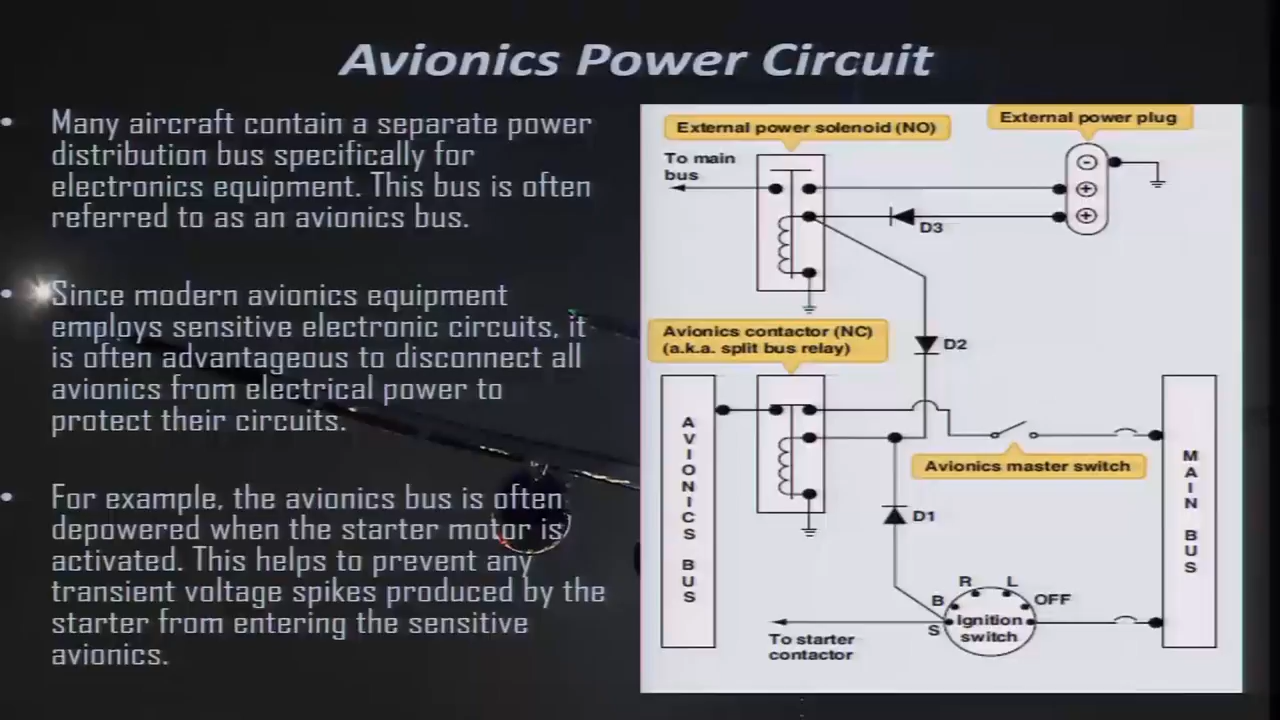 Avionics Power Circuit
• Many aircraft contain a separate power
distribution bus specifically for
electronics equipment. This bus is often
referred to as an avionics bus.
• Since modern avionics equipment
employs sensitive electronic circuits, it
is often advantageous to disconnect all
avionics from electrical power to
protect their circuits.
• For example, the avionics bus is often
depowered when the starter motor is
activated. This helps to prevent any
transient voltage spikes produced by the
starter from entering the sensitive
avionics.
External power solenoid (NO)
External power plug
To main
bus
-
+
+
D3
Avionics contactor (NC)
(a.k.a. split bus relay)
D2
AVIONICS BUS
Avionics master switch
MAIN BUS
D1
R
L
B
OFF
S
Ignition
switch
To starter
contactor